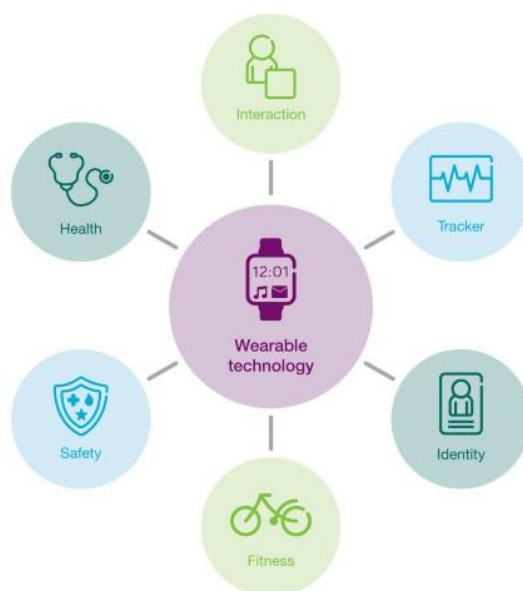 Interaction
Health
Tracker
12:01
Wearable
technology
Safety
Identity
Fitness